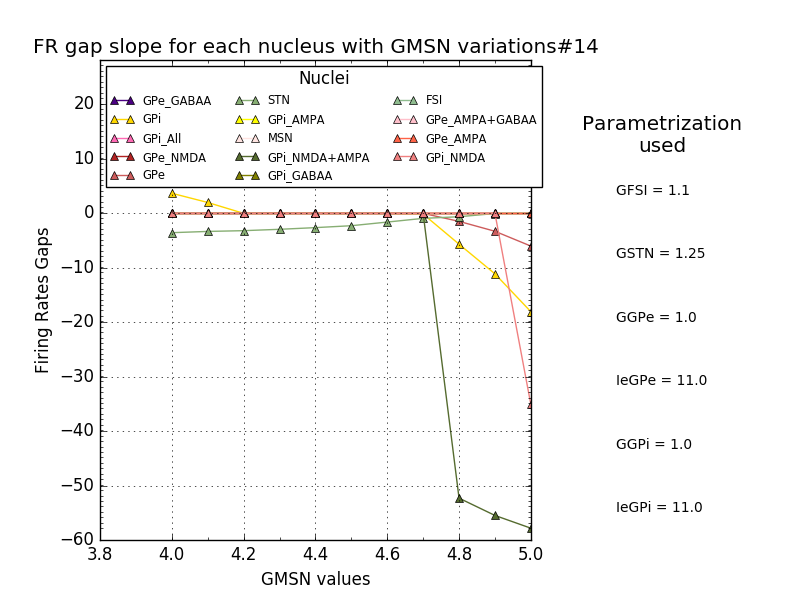 FR gap slope for each nucleus with GMSN variations#14
Nuclei
GPe_GABAA STN FSI
GPi GPi_AMPA GPe_AMPA+GABAA
GPi_All MSN GPe_AMPA
GPe_NMDA GPi_NMDA+AMPA GPi_NMDA
GPe GPi_GABAA
20
10
0
−10
−20
−30
−40
−50
−60
Firing Rates Gaps
3.8 4.0 4.2 4.4 4.6 4.8 5.0
GMSN values
Parametrization
used
GFSI = 1.1
GSTN = 1.25
GGPe = 1.0
IeGPe = 11.0
GGPi = 1.0
IeGPi = 11.0